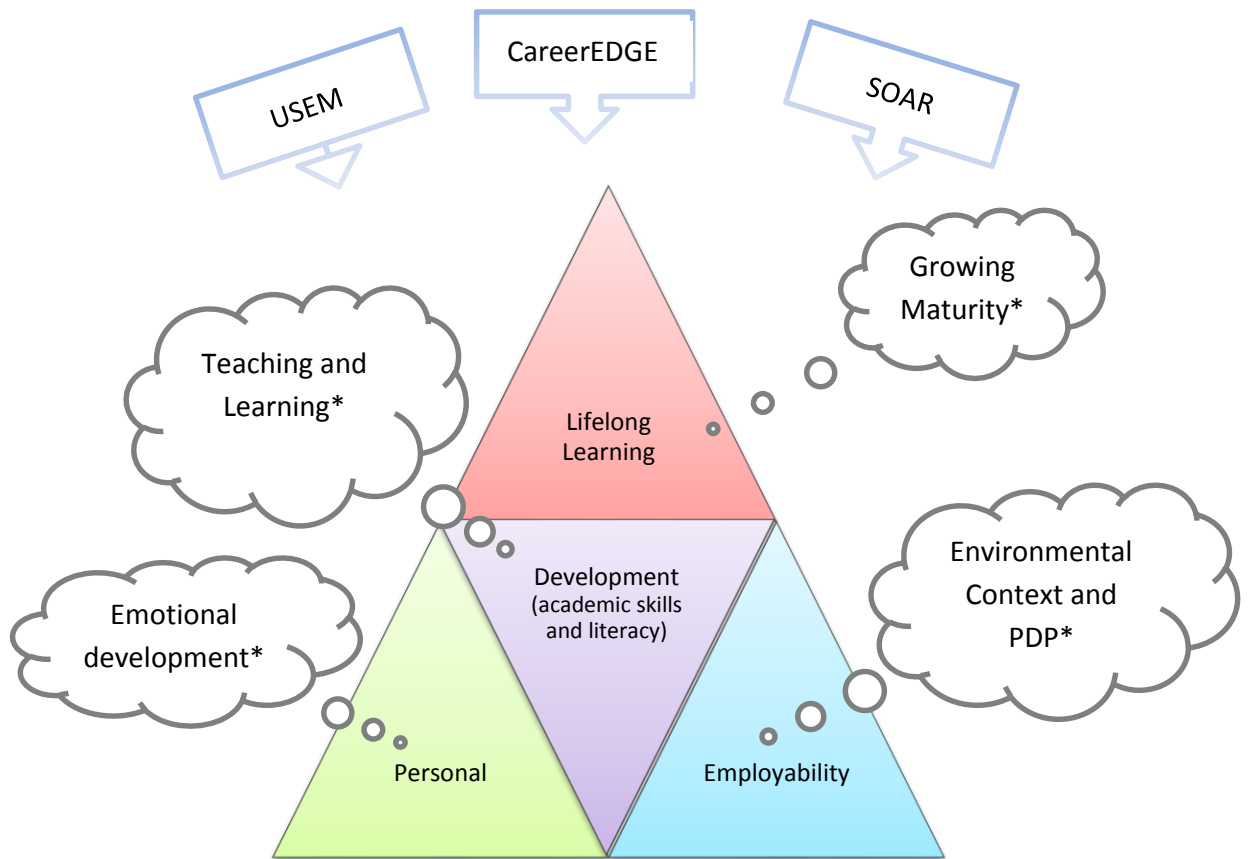 USEM
CareerEDGE
SOAR
Growing
Maturity*
Teaching and
Learning*
Lifelong
Learning
Environmental
Context and
PDP*
Development
(academic skills
and literacy)
Emotional
development*
Personal
Employability